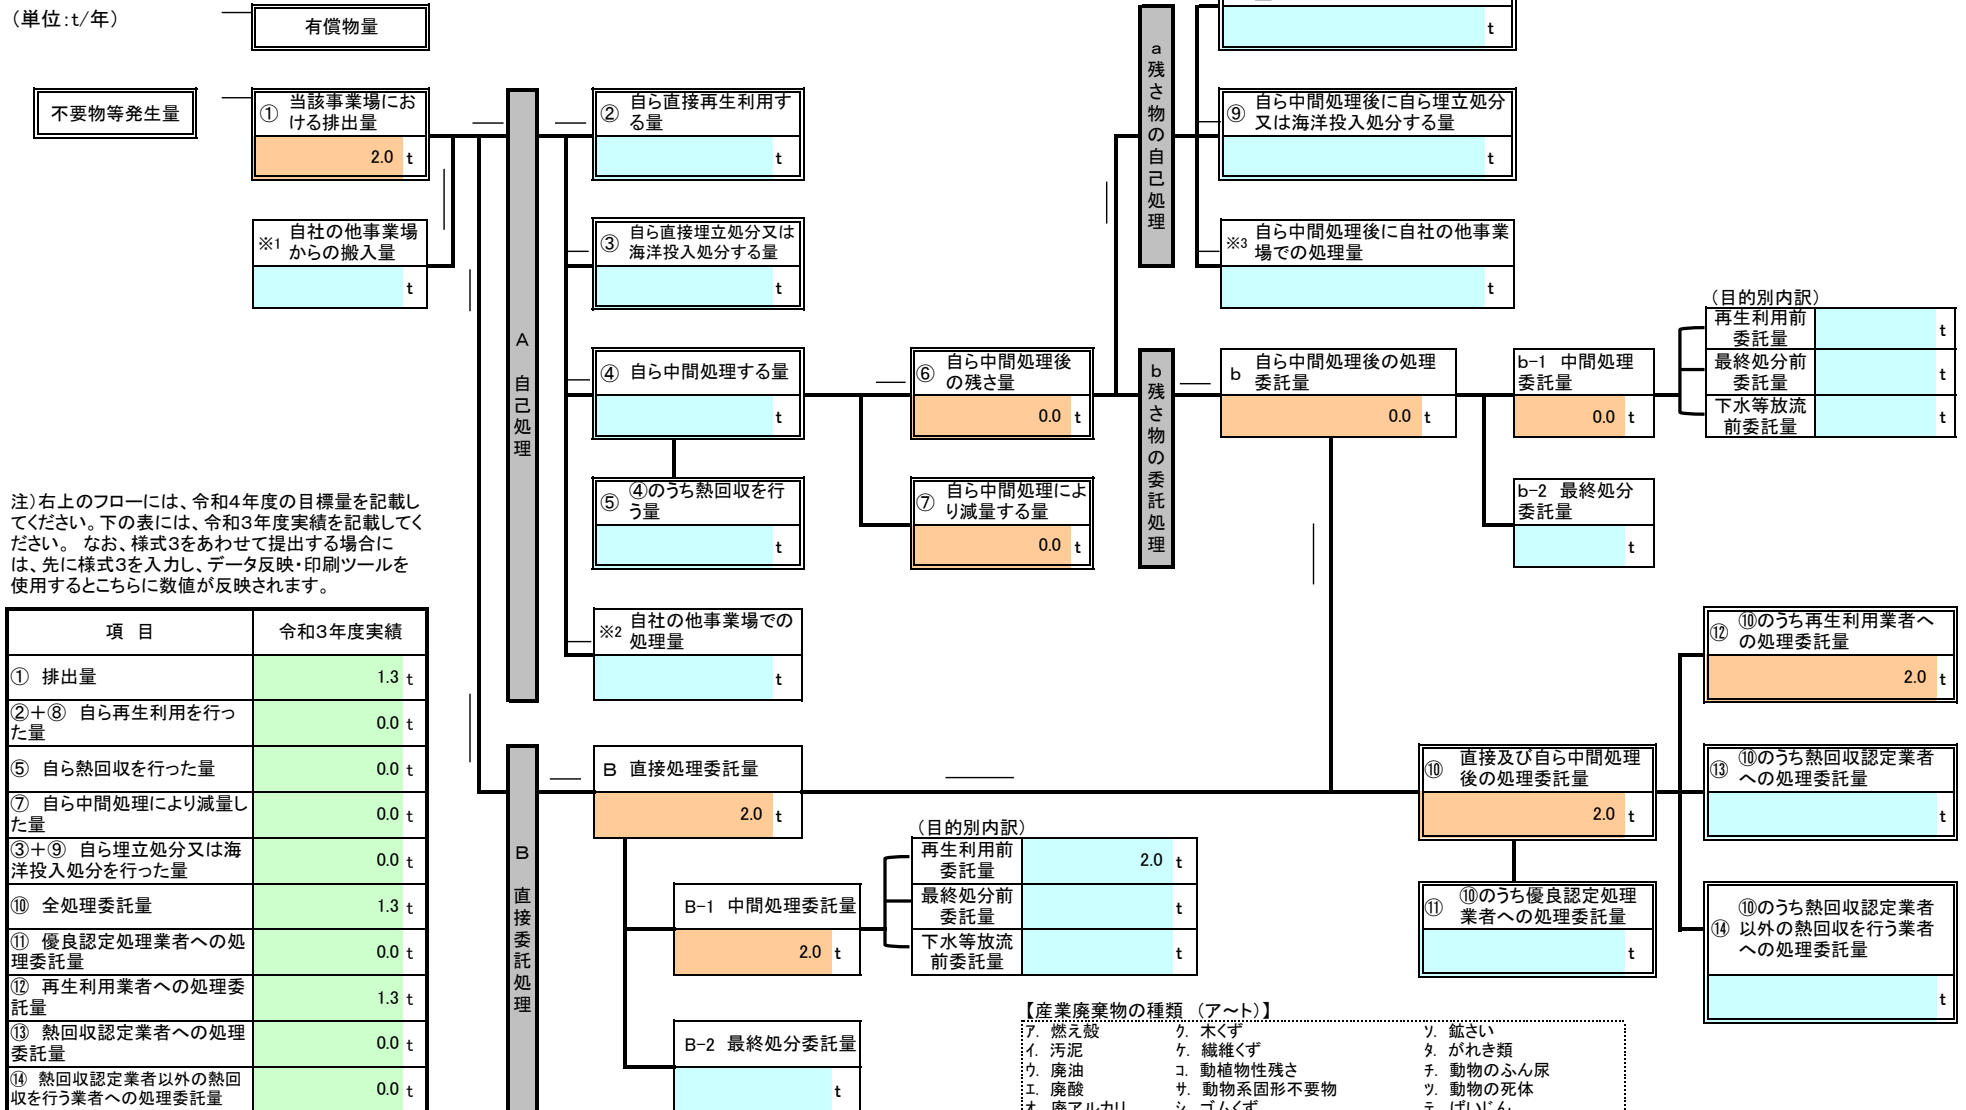 （単位:t/年）
有償物量
t
不要物等発生量
① 当該事業場にお
ける排出量
2.0 t
※1 自社の他事業場
からの搬入量
t
A 自己処理
② 自ら直接再生利用す
る量
t
③ 自ら直接埋立処分又は
海洋投入処分する量
t
④ 自ら中間処理する量
t
⑤ ④のうち熱回収を行
う量
t
※2 自社の他事業場での
処理量
t
⑥ 自ら中間処理後
の残さ量
0.0 t
⑦ 自ら中間処理によ
り減量する量
0.0 t
a 残さ物の自己処理
⑨ 自ら中間処理後に自ら埋立処分
又は海洋投入処分する量
t
※3 自ら中間処理後に自社の他事業
場での処理量
t
b 残さ物の委託処理
b 自ら中間処理後の処理
委託量
0.0 t
b-1 中間処理
委託量
0.0 t
b-2 最終処分
委託量
t
（目的別内訳）
再生利用前
委託量
t
最終処分前
委託量
t
下水等放流
前委託量
t
注）右上のフローには、令和４年度の目標量を記載し
てください。下の表には、令和３年度実績を記載してく
ださい。 なお、様式３をあわせて提出する場合に
は、先に様式３を入力し、データ反映・印刷ツールを
使用するとこちらに数値が反映されます。
項 目 令和３年度実績
① 排出量 1.3 t
②＋⑧ 自ら再生利用を行っ
た量 0.0 t
⑤ 自ら熱回収を行った量 0.0 t
⑦ 自ら中間処理により減量し
た量 0.0 t
③＋⑨ 自ら埋立処分又は海
洋投入処分を行った量 0.0 t
⑩ 全処理委託量 1.3 t
⑪ 優良認定処理業者への処
理委託量 0.0 t
⑫ 再生利用業者への処理委
託量 1.3 t
⑬ 熱回収認定業者への処理
委託量 0.0 t
⑭ 熱回収認定業者以外の熱回
収を行う業者への処理委託量 0.0 t
B 直接委託処理
B 直接処理委託量
2.0 t
B-1 中間処理委託量
2.0 t
B-2 最終処分委託量
t
（目的別内訳）
再生利用前
委託量
2.0 t
最終処分前
委託量
t
下水等放流
前委託量
t
⑩ 直接及び自ら中間処理
後の処理委託量
2.0 t
⑪ ⑩のうち優良認定処理
業者への処理委託量
t
⑫ ⑩のうち再生利用業者へ
の処理委託量
2.0 t
⑬ ⑩のうち熱回収認定業者
への処理委託量
t
⑭ ⑩のうち熱回収認定業者
以外の熱回収を行う業者
への処理委託量
t
【産業廃棄物の種類 （ア～ト）】
ア. 燃え殻 ク. 木くず ソ. 鉱さい
イ. 汚泥 ケ. 繊維くず タ. がれき類
ウ. 廃油 コ. 動植物性残さ チ. 動物のふん尿
エ. 廃酸 サ. 動物系固形不要物 ツ. 動物の死体
オ. 廃アルカリ シ. ゴムくず テ. ばいじん